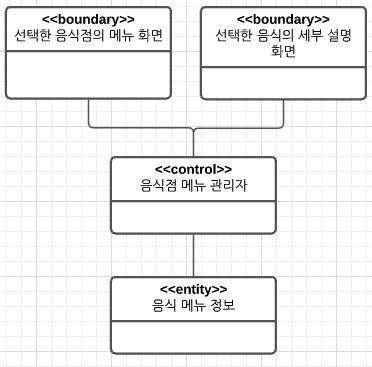 <<boundary>>
선택한 음식점의 메뉴 화면
<<boundary>>
선택한 음식의 세부 설명
화면
<<control>>
음식점 메뉴 관리자
<<entity>>
음식 메뉴 정보